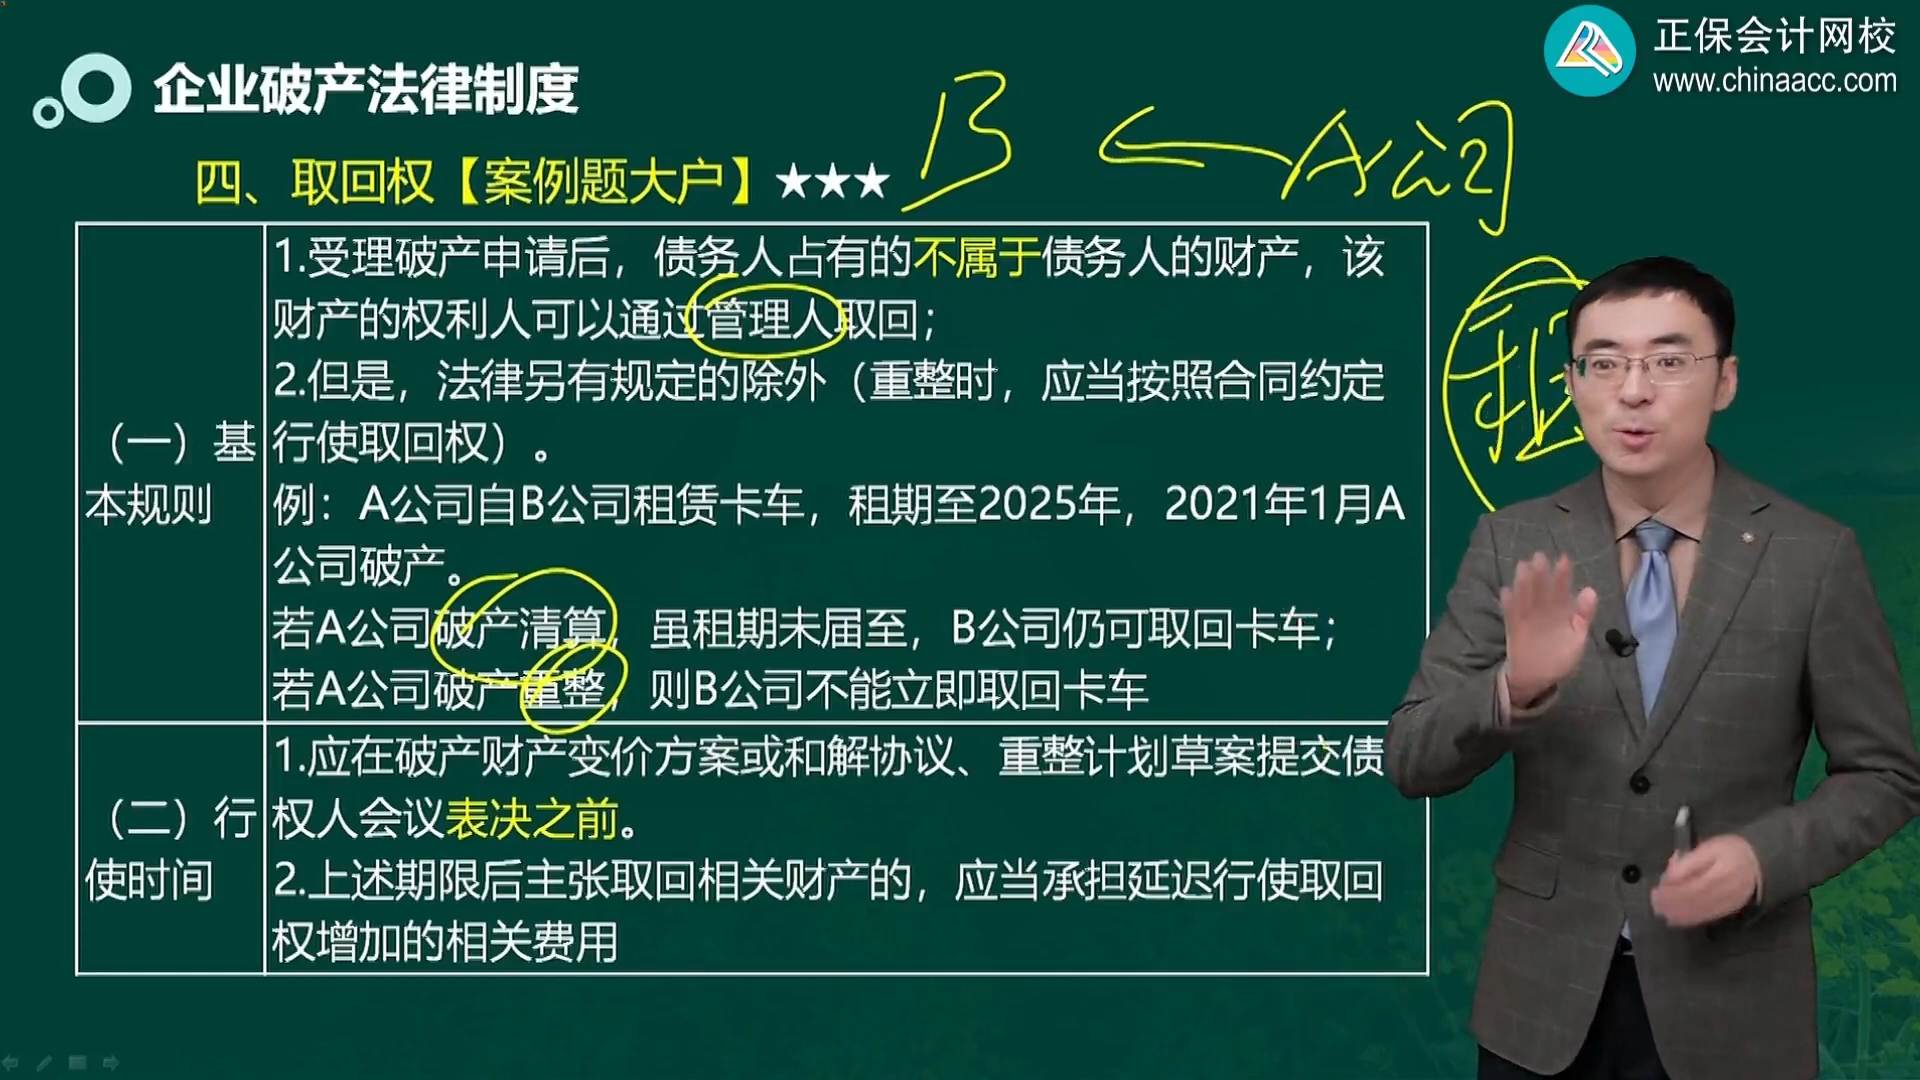 正保会计网校
www.chinaacc.com
企业破产法律制度
B ← A公司
四、取回权【案例题大户】★★★
租
(一)基本规则
1.受理破产申请后，债务人占有的不属于债务人的财产，该
财产的权利人可以通过管理人取回；
2.但是，法律另有规定的除外（重整时，应当按照合同约定
行使取回权）。
例：A公司自B公司租赁卡车，租期至2025年，2021年1月A
公司破产。
若A公司破产清算，虽租期未届至，B公司仍可取回卡车；
若A公司破产重整，则B公司不能立即取回卡车
（二）行
使时间
1.应在破产财产变价方案或和解协议、重整计划草案提交债
权人会议表决之前。
2.上述期限后主张取回相关财产的，应当承担延迟行使取回
权增加的相关费用